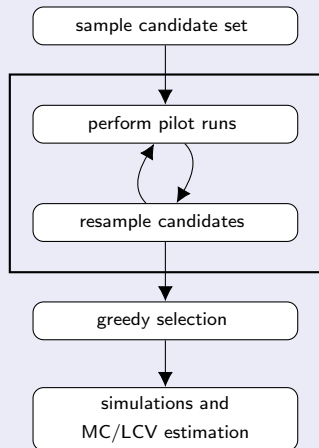 sample candidate set
perform pilot runs
resample candidates
greedy selection
simulations and
MC/LCV estimation